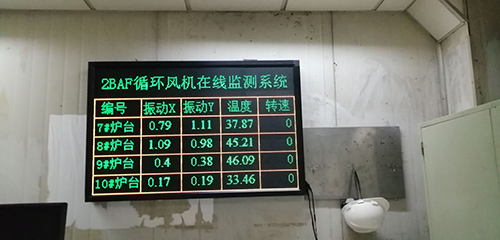 2BAF循环风机在线监测系统
编号 振动X 振动Y 温度 转速
7#炉台 0.79 1.11 37.87 0
8#炉台 1.09 0.98 45.21 0
9#炉台 0.4 0.38 46.09 0
10#炉台 0.17 0.19 33.46 0